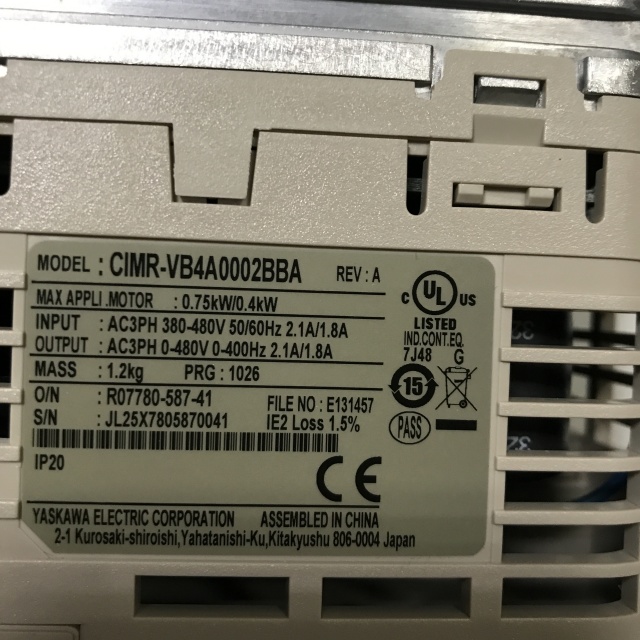 MODEL : CIMR-VB4A0002BBA REV : A
MAX APPLI .MOTOR : 0.75kW/0.4kW
INPUT : AC3PH 380-480V 50/60Hz 2.1A/1.8A
OUTPUT : AC3PH 0-480V 0-400Hz 2.1A/1.8A
MASS : 1.2kg PRG : 1026
O/N : R07780-587-41 FILE NO : E131457
S/N : JL25X7805870041 IE2 Loss 1.5%
IP20
C UL US
LISTED
IND.CONT.EQ.
7J48 G
15
PASS
CE
YASKAWA ELECTRIC CORPORATION ASSEMBLED IN CHINA
2-1 Kurosaki-shiroishi,Yahatanishi-Ku,Kitakyushu 806-0004 Japan